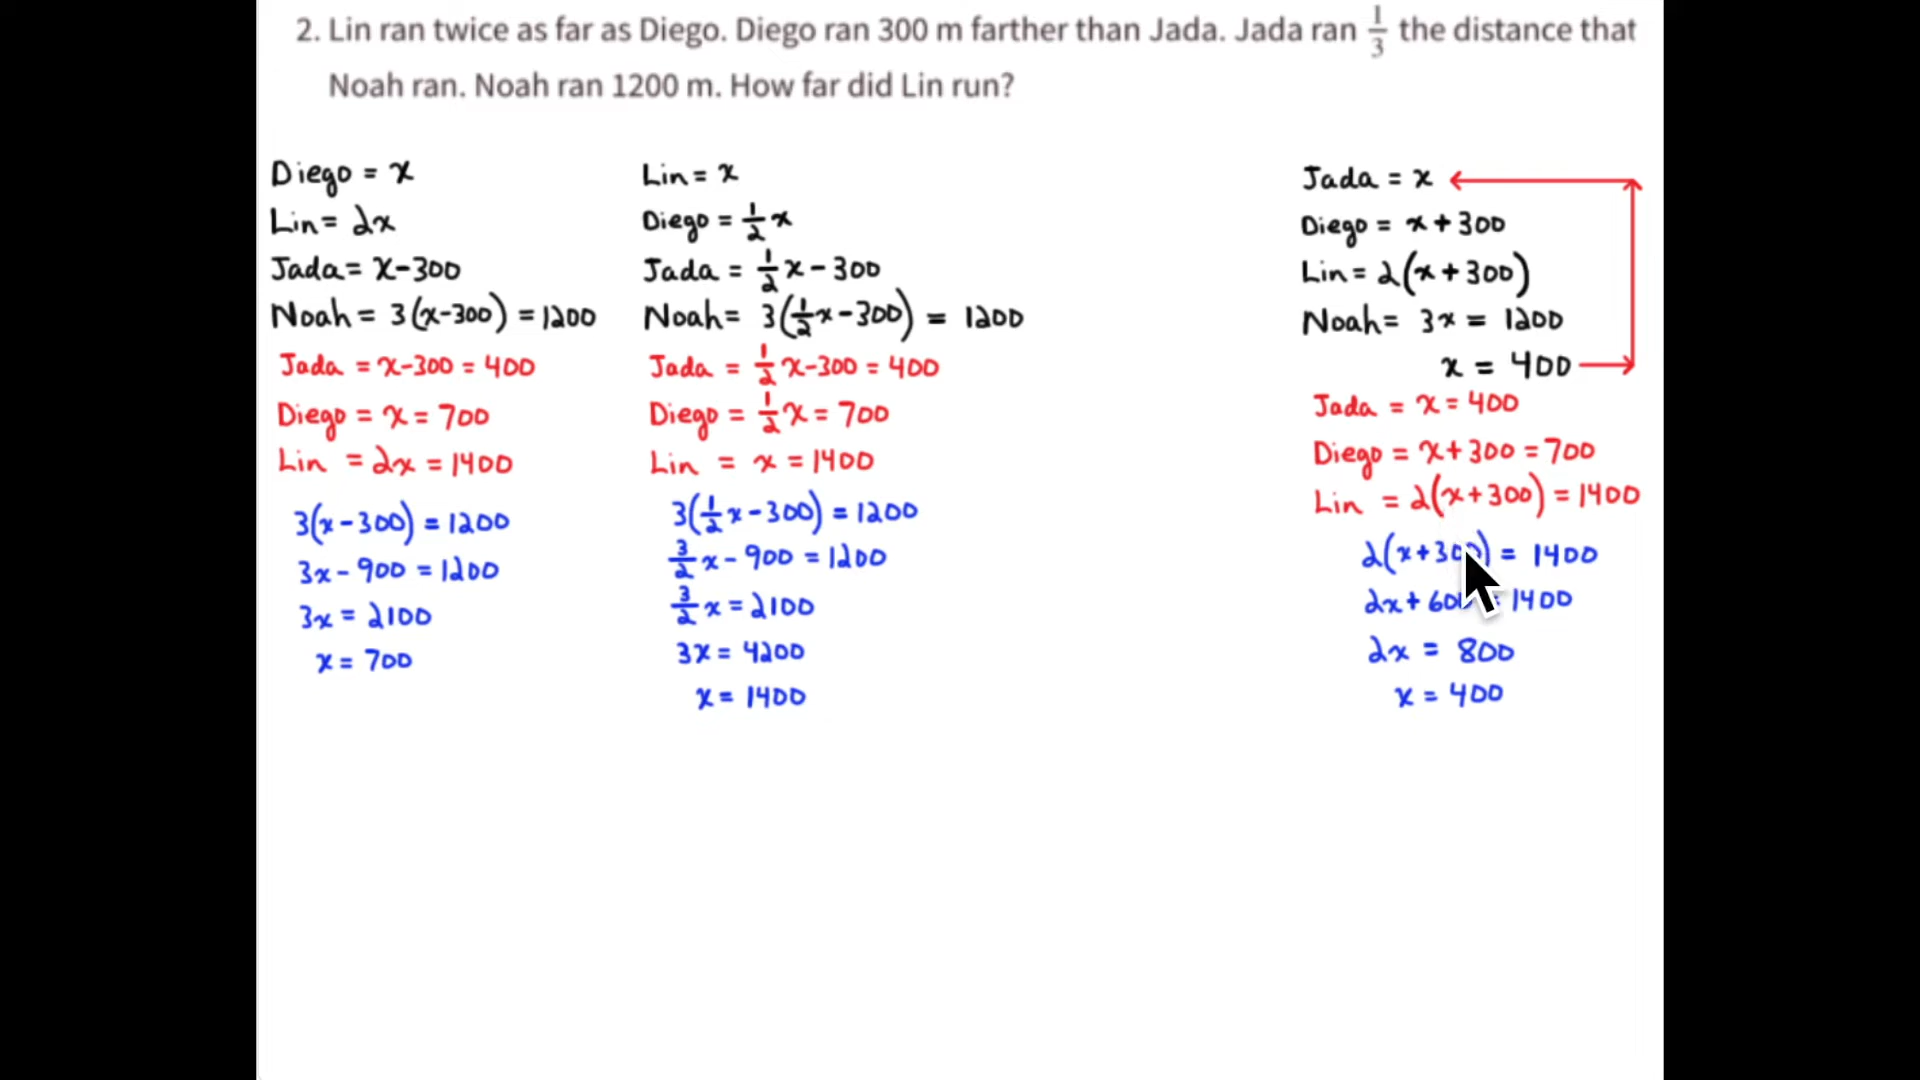 2. Lin ran twice as far as Diego. Diego ran 300 m farther than Jada. Jada ran 1/3 the distance that
Noah ran. Noah ran 1200 m. How far did Lin run?
Diego = x
Lin = 2x
Jada = x-300
Noah = 3(x-300) = 1200
Jada = x-300 = 400
Diego = x = 700
Lin = 2x = 1400
3(x-300) = 1200
3x - 900 = 1200
3x = 2100
x = 700
Lin = x
Diego = 1/2 x
Jada = 1/2 x - 300
Noah = 3(1/2 x - 300) = 1200
Jada = 1/2 x-300 = 400
Diego = 1/2 x = 700
Lin = x = 1400
3(1/2 x - 300) = 1200
3/2 x - 900 = 1200
3/2 x = 2100
3x = 4200
x = 1400
Jada = x
Diego = x + 300
Lin = 2(x + 300)
Noah = 3x = 1200
x = 400
Jada = x = 400
Diego = x + 300 = 700
Lin = 2(x+300) = 1400
2(x+300) = 1400
2x + 600 = 1400
2x = 800
x = 400